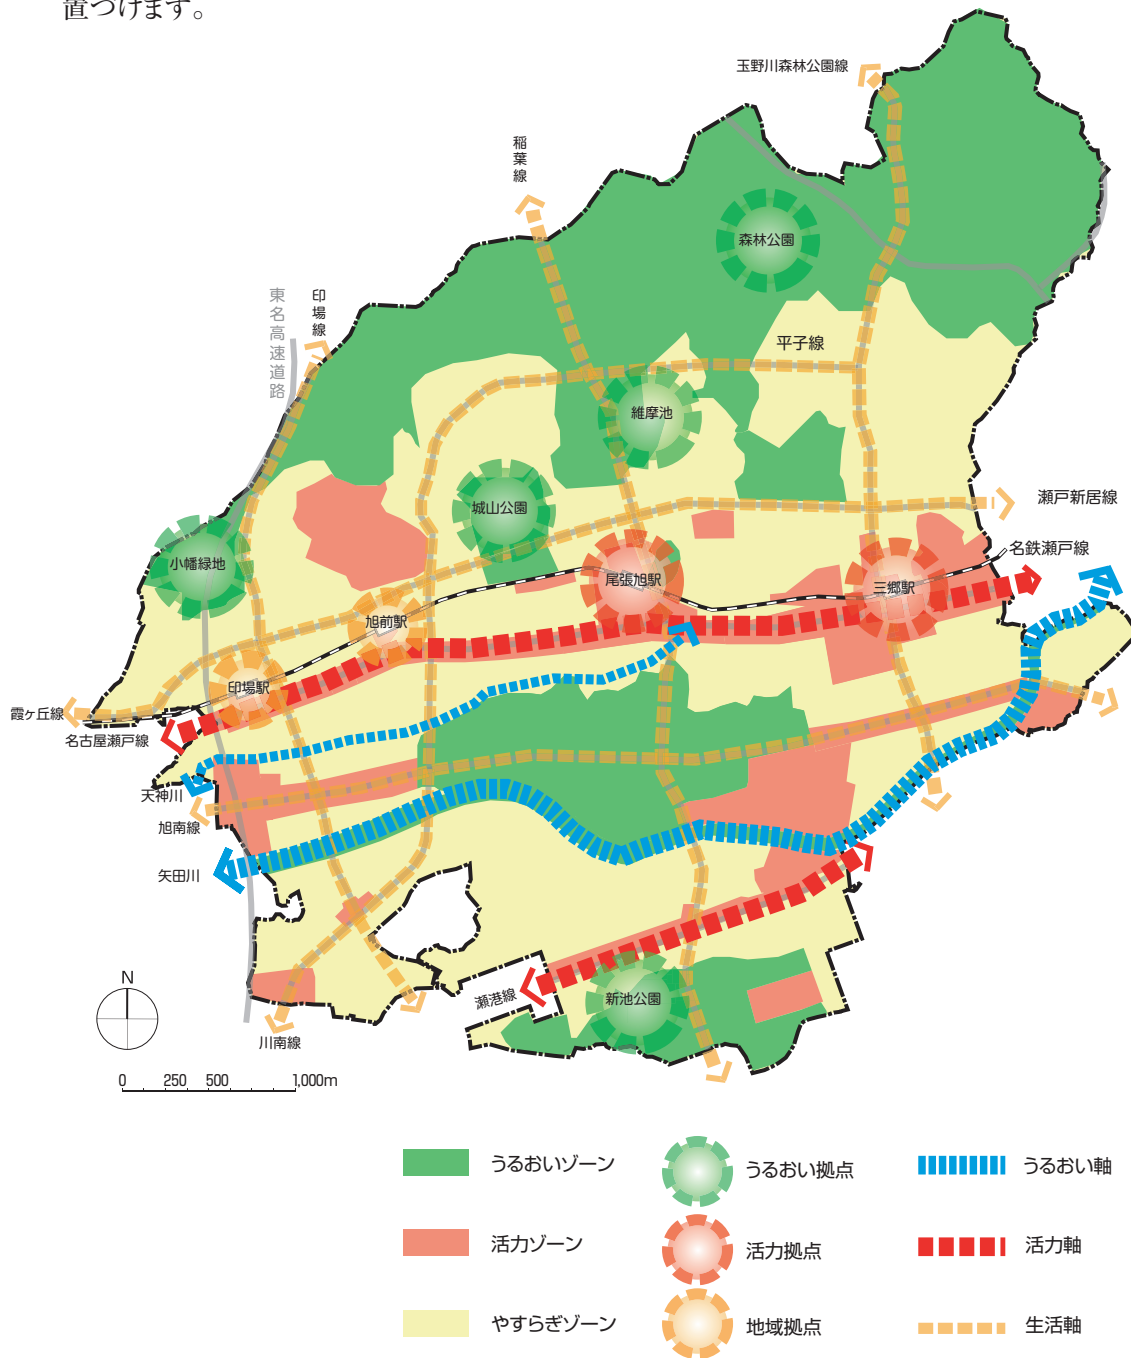 置づけます。
玉野川森林公園線
稲葉線
森林公園
東名高速道路
印場線
平子線
維摩池
瀬戸新居線
城山公園
名鉄瀬戸線
小幡緑地
尾張旭駅
三郷駅
旭前駅
印場駅
霞ヶ丘線
名古屋瀬戸線
天神川
旭南線
矢田川
N
瀬港線
新池公園
川南線
0 250 500 1,000m
うるおいゾーン
うるおい拠点
うるおい軸
活力ゾーン
活力拠点
活力軸
やすらぎゾーン
地域拠点
生活軸